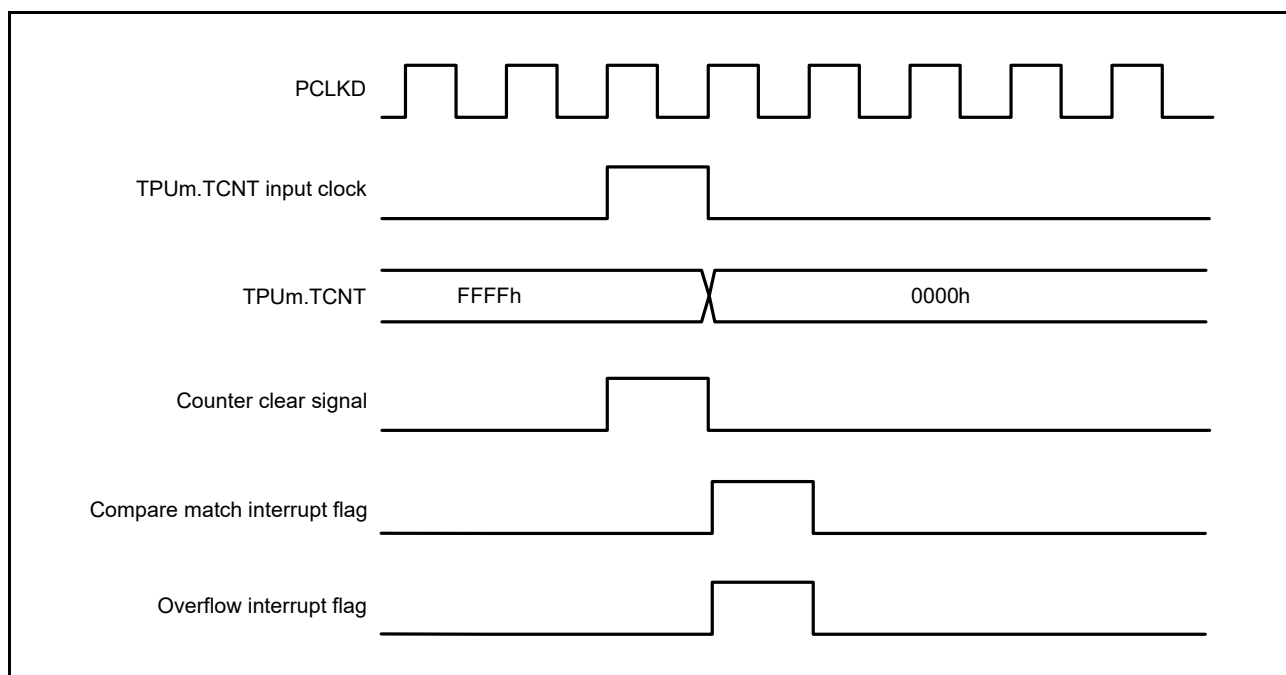 PCLKD
TPUm.TCNT input clock
TPUm.TCNT
FFFFh
0000h
Counter clear signal
Compare match interrupt flag
Overflow interrupt flag